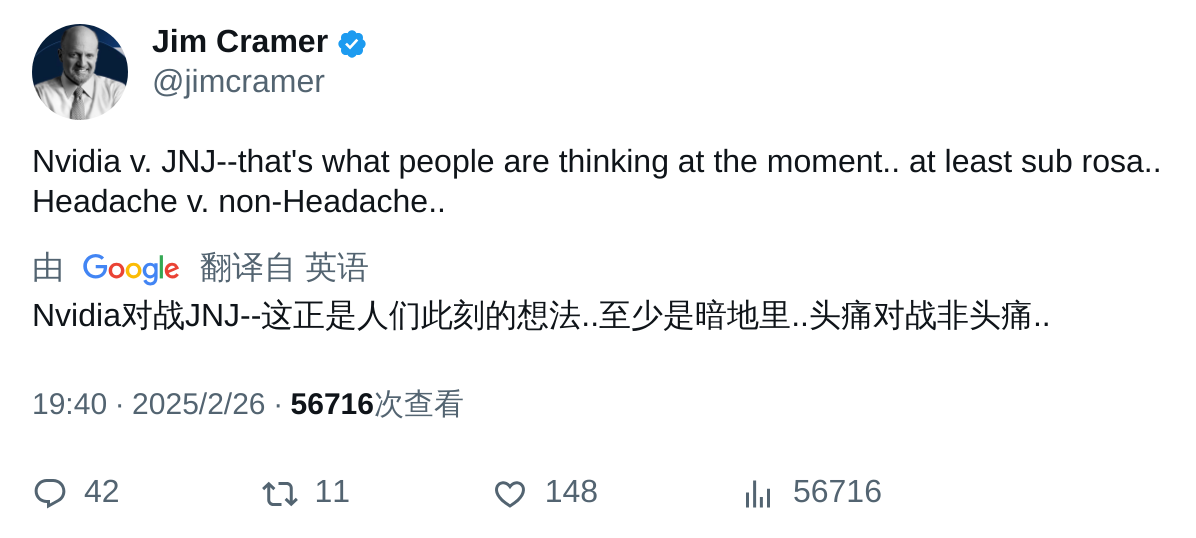 Jim Cramer
@jimcramer
Nvidia v. JNJ--that's what people are thinking at the moment.. at least sub rosa..
Headache v. non-Headache..
由 Google 翻译自 英语
Nvidia对战JNJ--这正是人们此刻的想法..至少是暗地里..头痛对战非头痛..
19:40 · 2025/2/26 · 56716次查看
42 11 148 56716